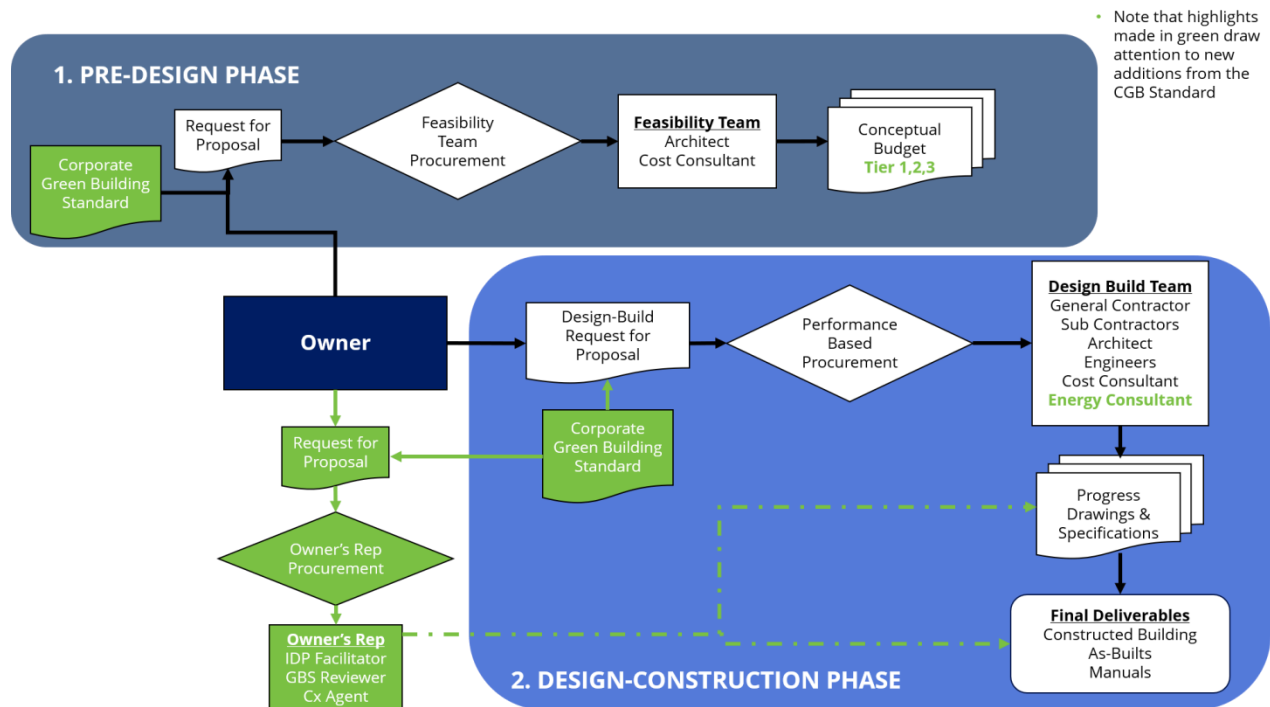 • Note that highlights
made in green draw
attention to new
additions from the
CGB Standard
1. PRE-DESIGN PHASE
Corporate
Green Building
Standard
Request for
Proposal
Feasibility
Team
Procurement
Feasibility Team
Architect
Cost Consultant
Conceptual
Budget
Tier 1,2,3
Owner
Design-Build
Request for
Proposal
Performance
Based
Procurement
Design Build Team
General Contractor
Sub Contractors
Architect
Engineers
Cost Consultant
Energy Consultant
Request for
Proposal
Corporate
Green Building
Standard
Owner's Rep
Procurement
Progress
Drawings &
Specifications
Owner's Rep
IDP Facilitator
GBS Reviewer
Cx Agent
Final Deliverables
Constructed Building
As-Builts
Manuals
2. DESIGN-CONSTRUCTION PHASE